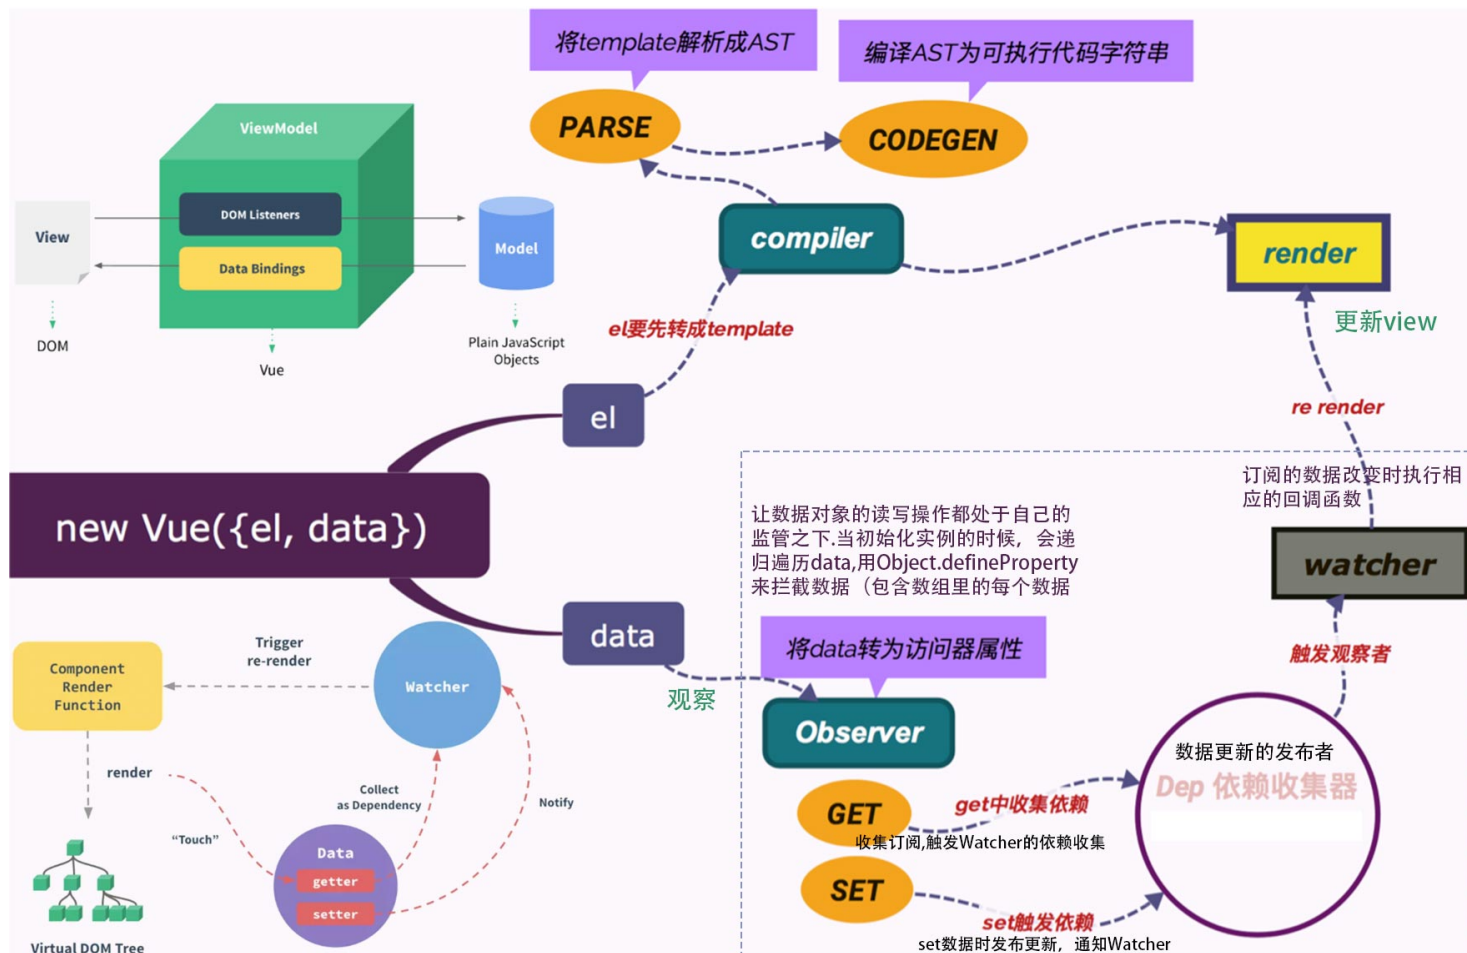 将template解析成AST
编译AST为可执行代码字符串
PARSE
CODEGEN
ViewModel
DOM Listeners
Data Bindings
View
Model
DOM
Vue
Plain JavaScript
Objects
compiler
render
el要先转成template
更新view
el
re render
new Vue({el, data})
订阅的数据改变时执行相
应的回调函数
让数据对象的读写操作都处于自己的
监管之下.当初始化实例的时候，会递
归遍历data,用Object.defineProperty
来拦截数据（包含数组里的每个数据
watcher
data
将data转为访问器属性
触发观察者
观察
Observer
数据更新的发布者
Dep 依赖收集器
GET
get中收集依赖
收集订阅,触发Watcher的依赖收集
SET
set触发依赖
set数据时发布更新，通知Watcher
Component
Render
Function
Trigger
re-render
Watcher
render
Collect
as Dependency
Notify
“Touch”
Data
getter
setter
Virtual DOM Tree